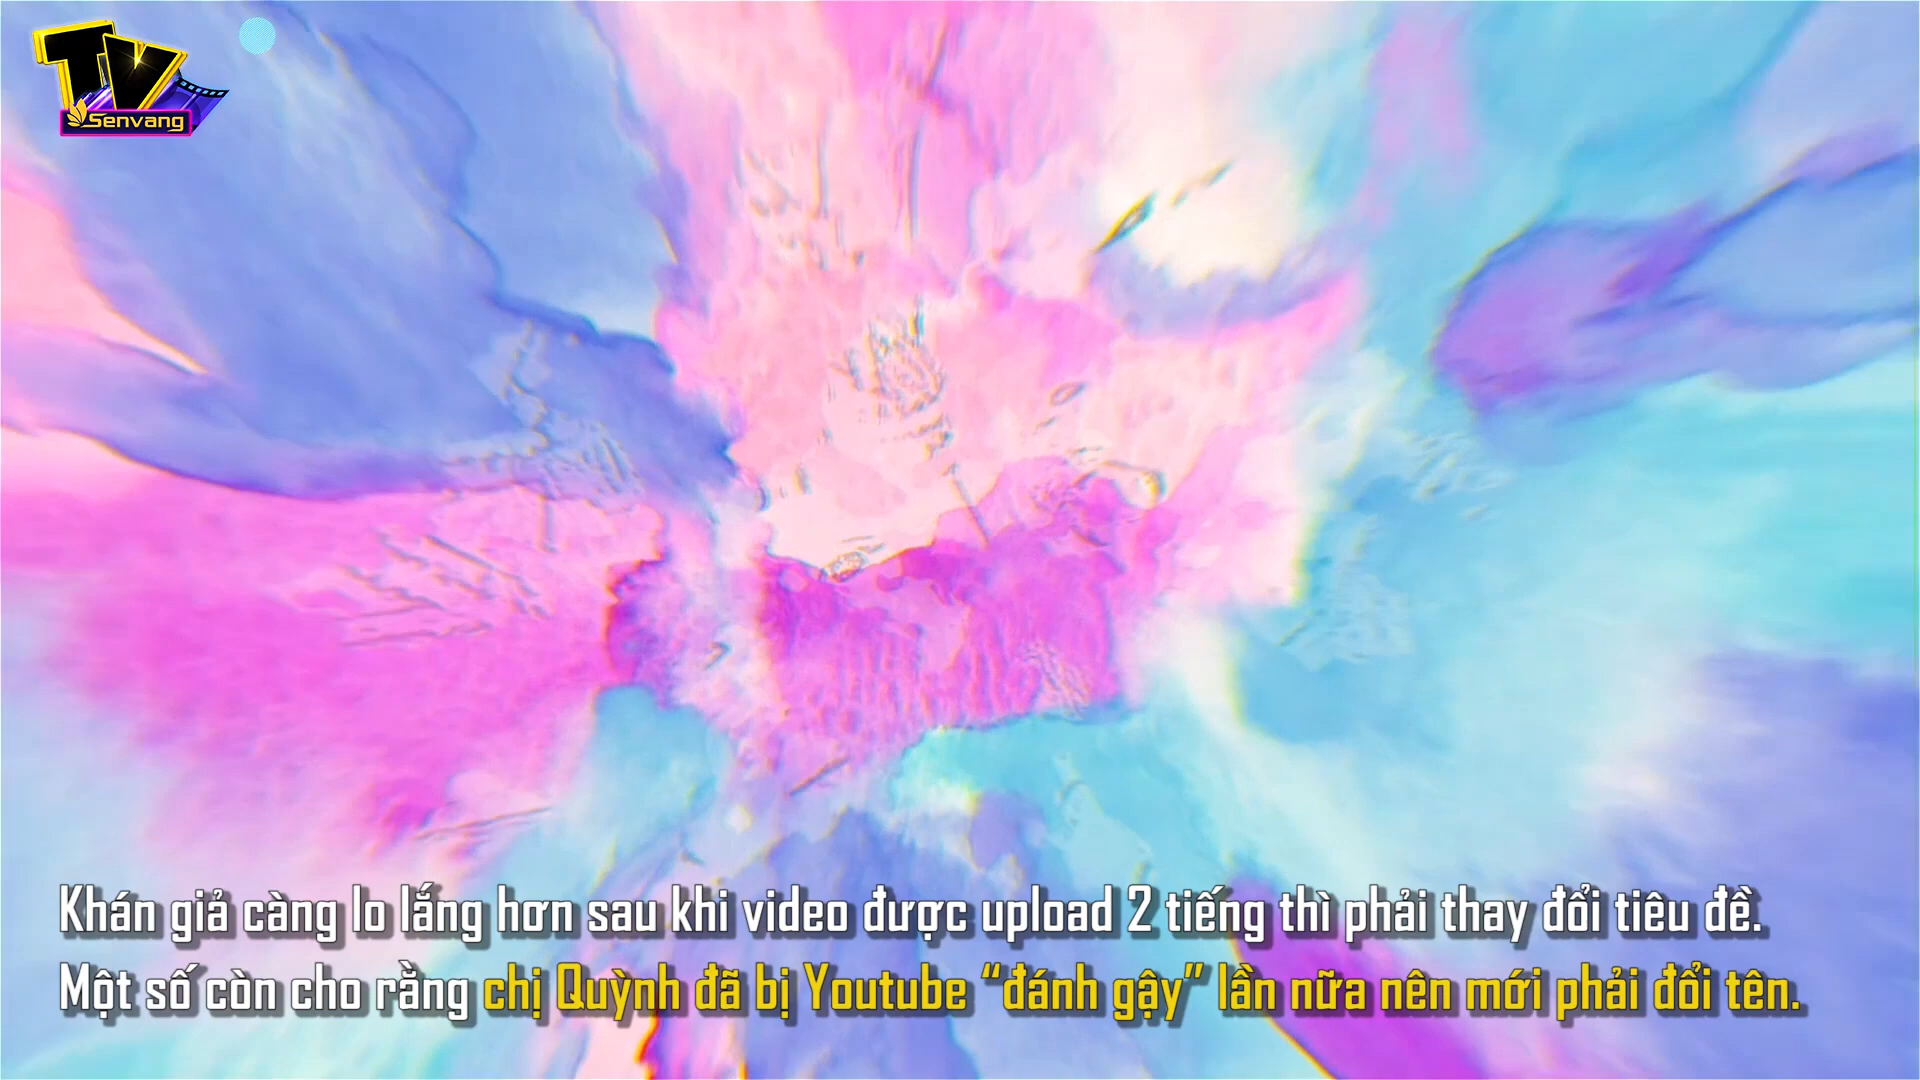 TV
Senvang
Khán giả càng lo lắng hơn sau khi video được upload 2 tiếng thì phải thay đổi tiêu đề.
Một số còn cho rằng chị Quỳnh đã bị Youtube “đánh gậy” lần nữa nên mới phải đổi tên.